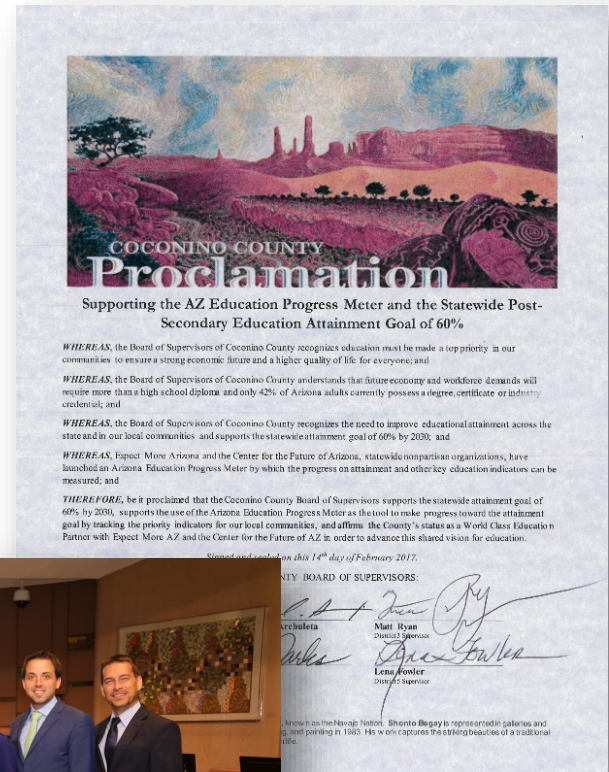 COCONINO COUNTY
Proclamation
Supporting the AZ Education Progress Meter and the Statewide Post-
Secondary Education Attainment Goal of 60%
WHEREAS, the Board of Supervisors of Coconino County recognizes education must be made a top priority in our
communities to ensure a strong economic future and a higher quality of life for everyone; and
WHEREAS, the Board of Supervisors of Coconino County understands that future economy and workforce demands will
require more than a high school diploma and only 42% of Arizona adults currently possess a degree, certificate or industry
credential; and
WHEREAS, the Board of Supervisors of Coconino County recognizes the need to improve educational attainment across the
state and in our local communities and supports the statewide attainment goal of 60% by 2030; and
WHEREAS, Expect More Arizona and the Center for the Future of Arizona, statewide nonpartisan organizations, have
launched an Arizona Education Progress Meter by which the progress on attainment and other key education indicators can be
measured; and
THEREFORE, be it proclaimed that the Coconino County Board of Supervisors supports the statewide attainment goal of
60% by 2030, supports the use of the Arizona Education Progress Meter as the tool to make progress toward the attainment
goal by tracking the priority indicators for our local communities, and affirms the County's status as a World Class Education
Partner with Expect More AZ and the Center for the Future of AZ in order to advance this shared vision for education.
Signed and sealed on this 14th day of February 2017.
NTY BOARD OF SUPERVISORS:
Archuleta
Matt Ryan
District 3 Supervisor
Lena Fowler
Lena Fowler
District 5 Supervisor
, known as the Navajo Nation. Shonto Begay is represented in galleries and
g, and painting in 1983. His work captures the striking beauties of a traditional
life.